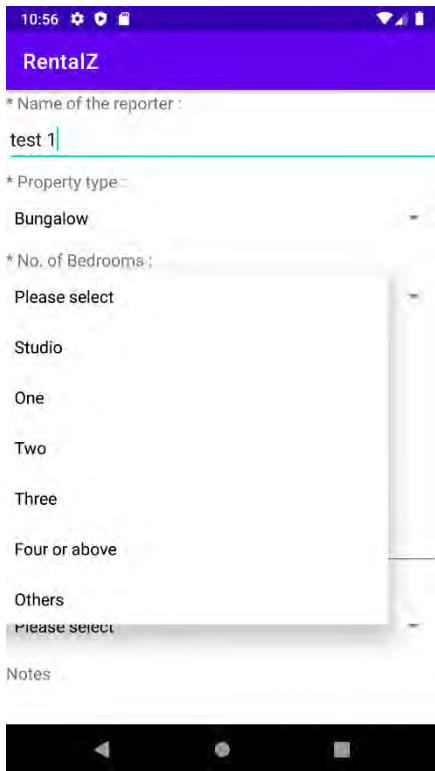 10:56
RentalZ
* Name of the reporter :
test 1
* Property type :
Bungalow
* No. of Bedrooms :
Please select
Studio
One
Two
Three
Four or above
Others
Please select
Notes